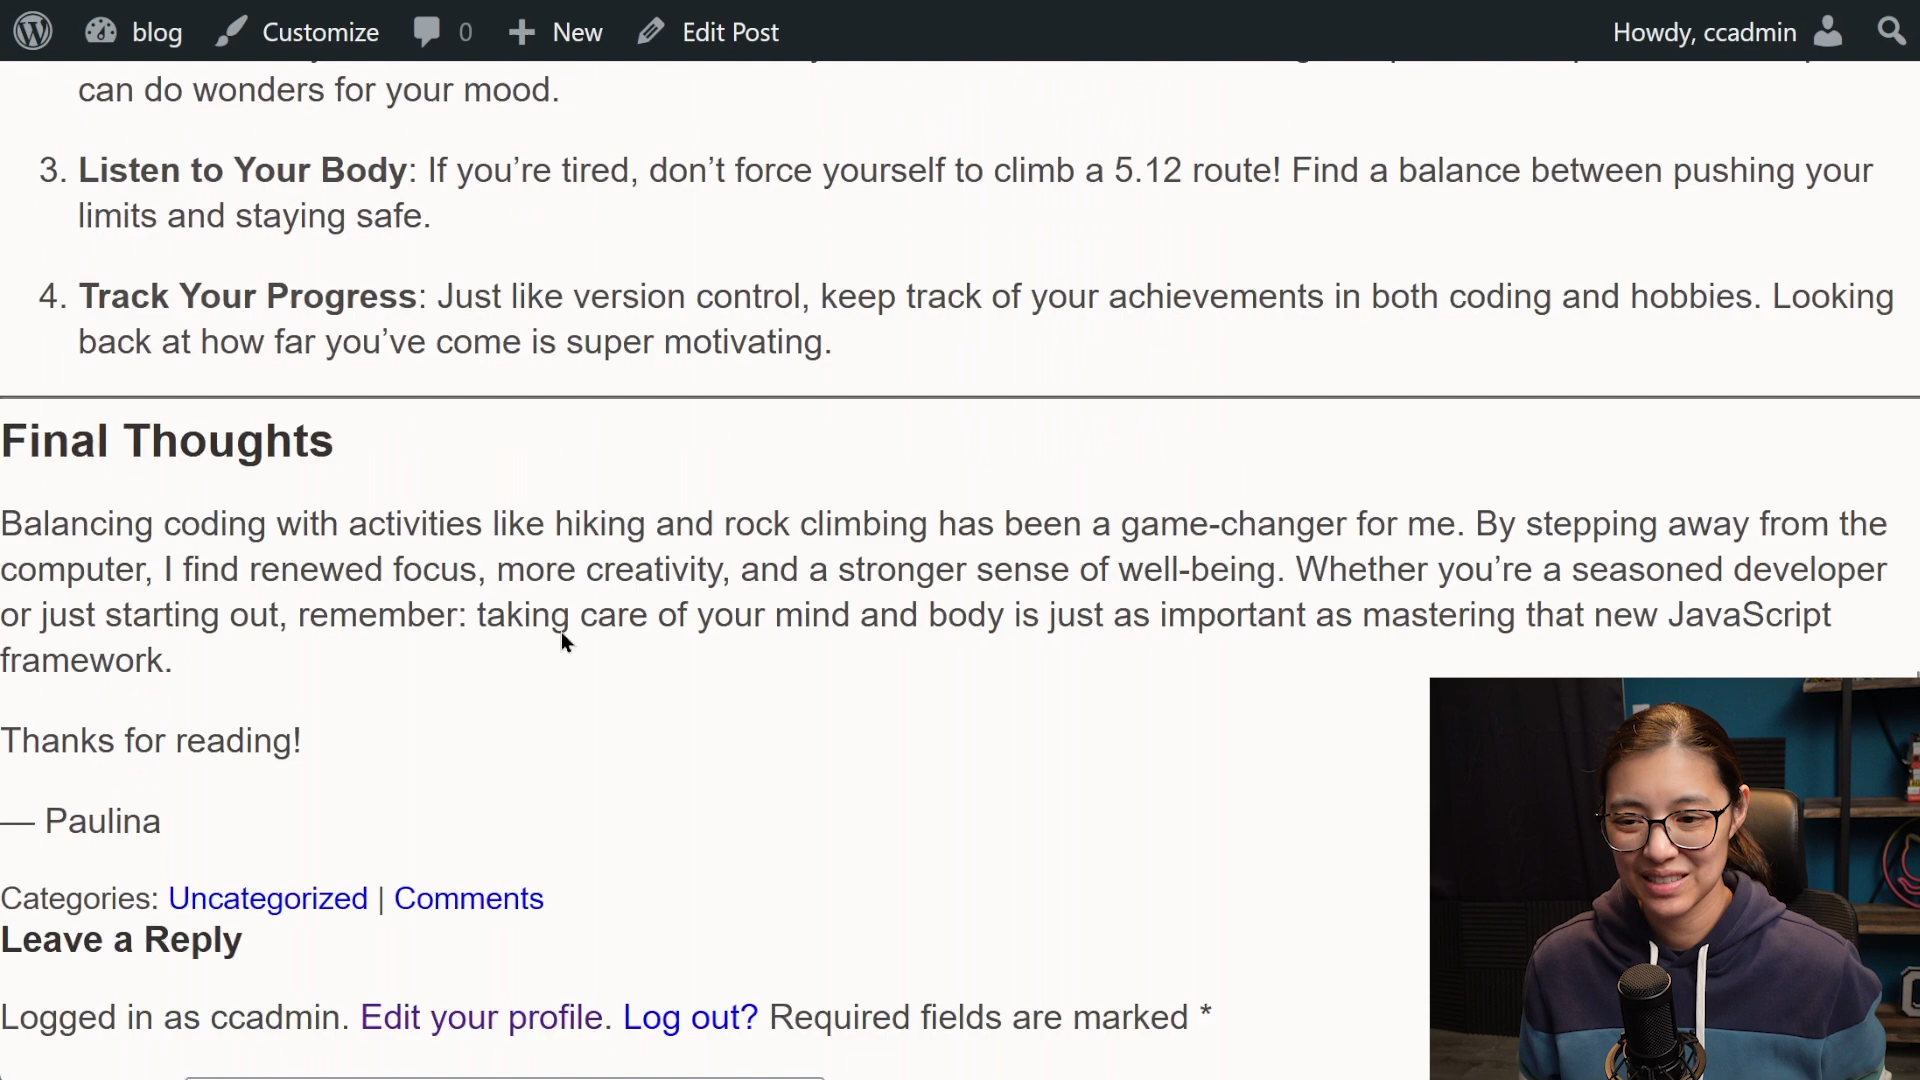 blog Customize 0 New Edit Post Howdy, ccadmin
can do wonders for your mood.
3. Listen to Your Body: If you’re tired, don’t force yourself to climb a 5.12 route! Find a balance between pushing your
limits and staying safe.
4. Track Your Progress: Just like version control, keep track of your achievements in both coding and hobbies. Looking
back at how far you’ve come is super motivating.
Final Thoughts
Balancing coding with activities like hiking and rock climbing has been a game-changer for me. By stepping away from the
computer, I find renewed focus, more creativity, and a stronger sense of well-being. Whether you’re a seasoned developer
or just starting out, remember: taking care of your mind and body is just as important as mastering that new JavaScript
framework.
Thanks for reading!
— Paulina
Categories: Uncategorized | Comments
Leave a Reply
Logged in as ccadmin. Edit your profile. Log out? Required fields are marked *